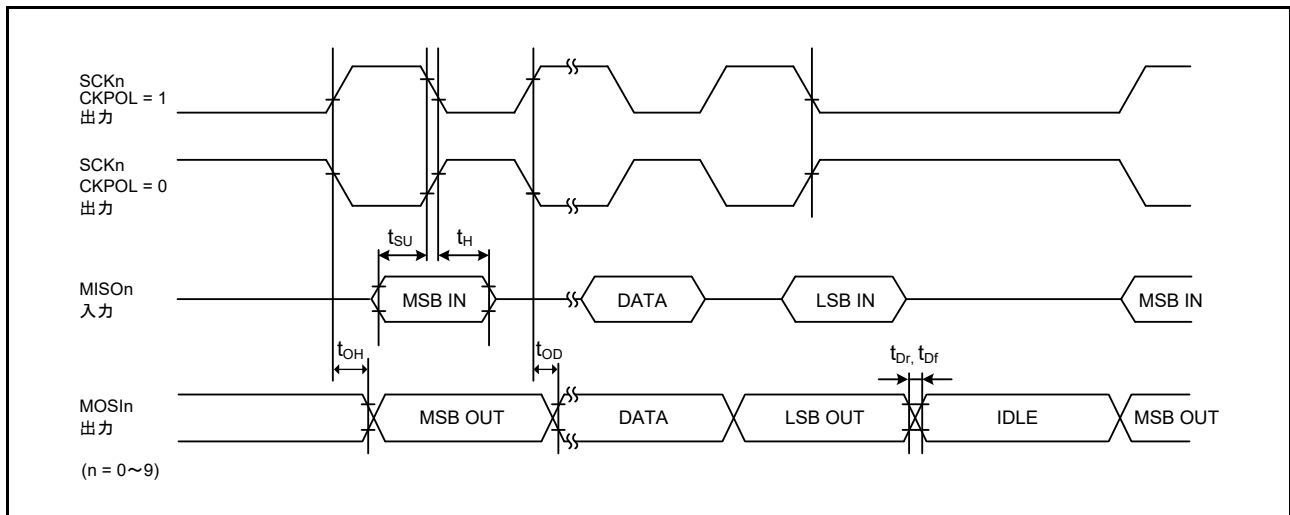 SCKn
CKPOL = 1
出力
SCKn
CKPOL = 0
出力
tSU
tH
MISOn
入力
MSB IN
DATA
LSB IN
MSB IN
tOH
tOD
tDr, tDf
MOSIn
出力
MSB OUT
DATA
LSB OUT
IDLE
MSB OUT
(n = 0～9)